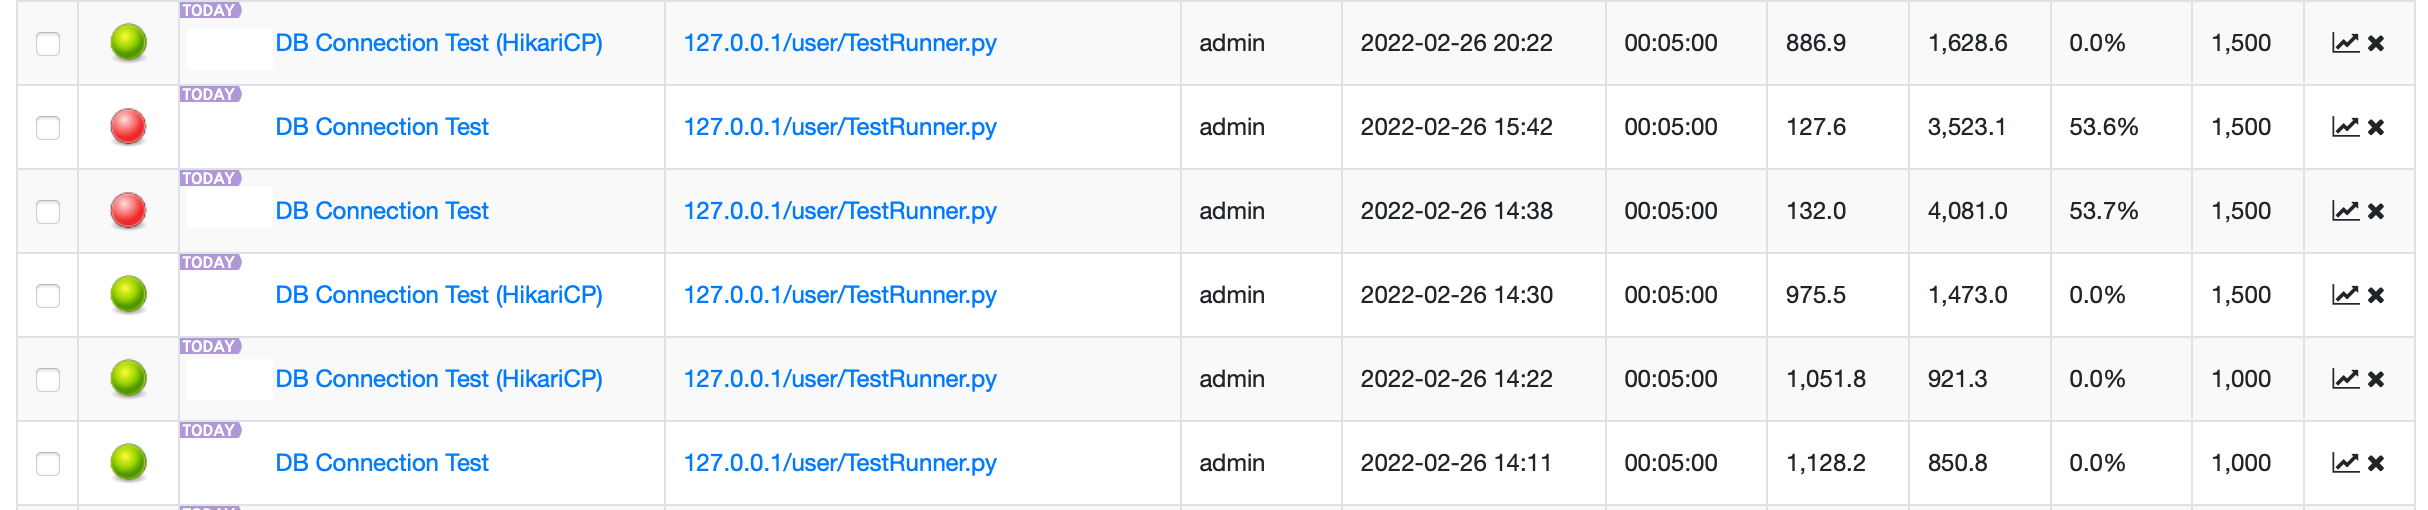 TODAY
DB Connection Test (HikariCP) 127.0.0.1/user/TestRunner.py admin 2022-02-26 20:22 00:05:00 886.9 1,628.6 0.0% 1,500
TODAY
DB Connection Test 127.0.0.1/user/TestRunner.py admin 2022-02-26 15:42 00:05:00 127.6 3,523.1 53.6% 1,500
TODAY
DB Connection Test 127.0.0.1/user/TestRunner.py admin 2022-02-26 14:38 00:05:00 132.0 4,081.0 53.7% 1,500
TODAY
DB Connection Test (HikariCP) 127.0.0.1/user/TestRunner.py admin 2022-02-26 14:30 00:05:00 975.5 1,473.0 0.0% 1,500
TODAY
DB Connection Test (HikariCP) 127.0.0.1/user/TestRunner.py admin 2022-02-26 14:22 00:05:00 1,051.8 921.3 0.0% 1,000
TODAY
DB Connection Test 127.0.0.1/user/TestRunner.py admin 2022-02-26 14:11 00:05:00 1,128.2 850.8 0.0% 1,000
TODAY